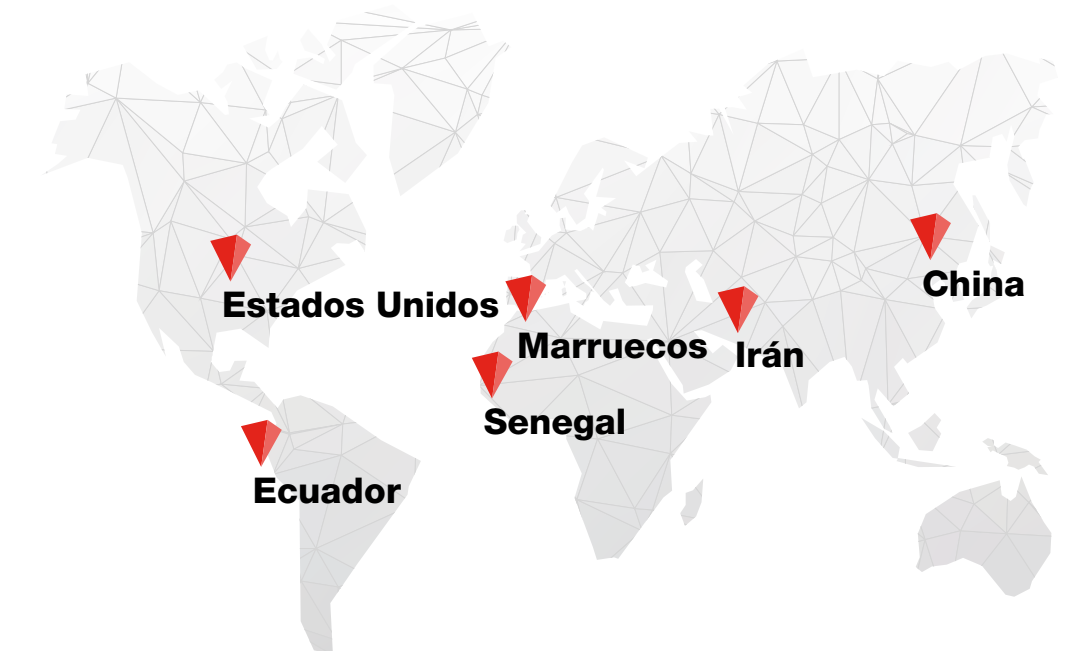 China
Estados Unidos
Marruecos
Irán
Senegal
Ecuador